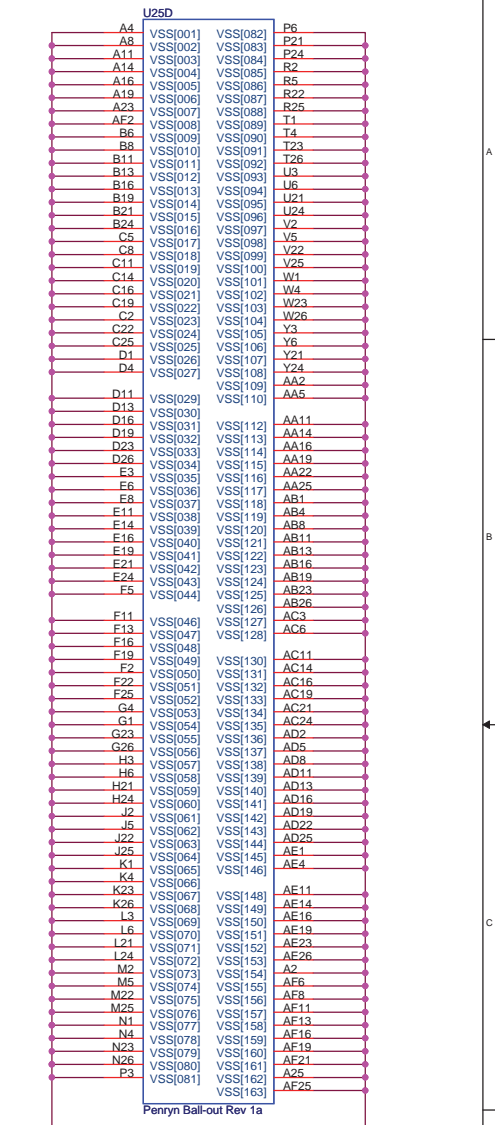 U25D
A4 VSS[001] VSS[082] P6
A8 VSS[002] VSS[083] P21
A11 VSS[003] VSS[084] P24
A14 VSS[004] VSS[085] R2
A16 VSS[005] VSS[086] R5
A19 VSS[006] VSS[087] R22
A23 VSS[007] VSS[088] R25
AF2 VSS[008] VSS[089] T1
B6 VSS[009] VSS[090] T4
B8 VSS[010] VSS[091] T23
B11 VSS[011] VSS[092] T26
B13 VSS[012] VSS[093] U3
B16 VSS[013] VSS[094] U6
B19 VSS[014] VSS[095] U21
B21 VSS[015] VSS[096] U24
B24 VSS[016] VSS[097] V2
C5 VSS[017] VSS[098] V5
C8 VSS[018] VSS[099] V22
C11 VSS[019] VSS[100] V25
C14 VSS[020] VSS[101] W1
C16 VSS[021] VSS[102] W4
C19 VSS[022] VSS[103] W23
C2 VSS[023] VSS[104] W26
C22 VSS[024] VSS[105] Y3
C25 VSS[025] VSS[106] Y6
D1 VSS[026] VSS[107] Y21
D4 VSS[027] VSS[108] Y24
VSS[109] AA2
D11 VSS[029] VSS[110] AA5
D13 VSS[030]
D16 VSS[031] VSS[112] AA11
D19 VSS[032] VSS[113] AA14
D23 VSS[033] VSS[114] AA16
D26 VSS[034] VSS[115] AA19
E3 VSS[035] VSS[116] AA22
E6 VSS[036] VSS[117] AA25
E8 VSS[037] VSS[118] AB1
E11 VSS[038] VSS[119] AB4
E14 VSS[039] VSS[120] AB8
E16 VSS[040] VSS[121] AB11
E19 VSS[041] VSS[122] AB13
E21 VSS[042] VSS[123] AB16
E24 VSS[043] VSS[124] AB19
F5 VSS[044] VSS[125] AB23
VSS[126] AB26
F11 VSS[046] VSS[127] AC3
F13 VSS[047] VSS[128] AC6
F16 VSS[048]
F19 VSS[049] VSS[130] AC11
F2 VSS[050] VSS[131] AC14
F22 VSS[051] VSS[132] AC16
F25 VSS[052] VSS[133] AC19
G4 VSS[053] VSS[134] AC21
G1 VSS[054] VSS[135] AC24
G23 VSS[055] VSS[136] AD2
G26 VSS[056] VSS[137] AD5
H3 VSS[057] VSS[138] AD8
H6 VSS[058] VSS[139] AD11
H21 VSS[059] VSS[140] AD13
H24 VSS[060] VSS[141] AD16
J2 VSS[061] VSS[142] AD19
J5 VSS[062] VSS[143] AD22
J22 VSS[063] VSS[144] AD25
J25 VSS[064] VSS[145] AE1
K1 VSS[065] VSS[146] AE4
K4 VSS[066]
K23 VSS[067] VSS[148] AE11
K26 VSS[068] VSS[149] AE14
L3 VSS[069] VSS[150] AE16
L6 VSS[070] VSS[151] AE19
L21 VSS[071] VSS[152] AE23
L24 VSS[072] VSS[153] AE26
M2 VSS[073] VSS[154] A2
M5 VSS[074] VSS[155] AF6
M22 VSS[075] VSS[156] AF8
M25 VSS[076] VSS[157] AF11
N1 VSS[077] VSS[158] AF13
N4 VSS[078] VSS[159] AF16
N23 VSS[079] VSS[160] AF19
N26 VSS[080] VSS[161] AF21
P3 VSS[081] VSS[162] A25
VSS[163] AF25
Penryn Ball-out Rev 1a
A
B
C